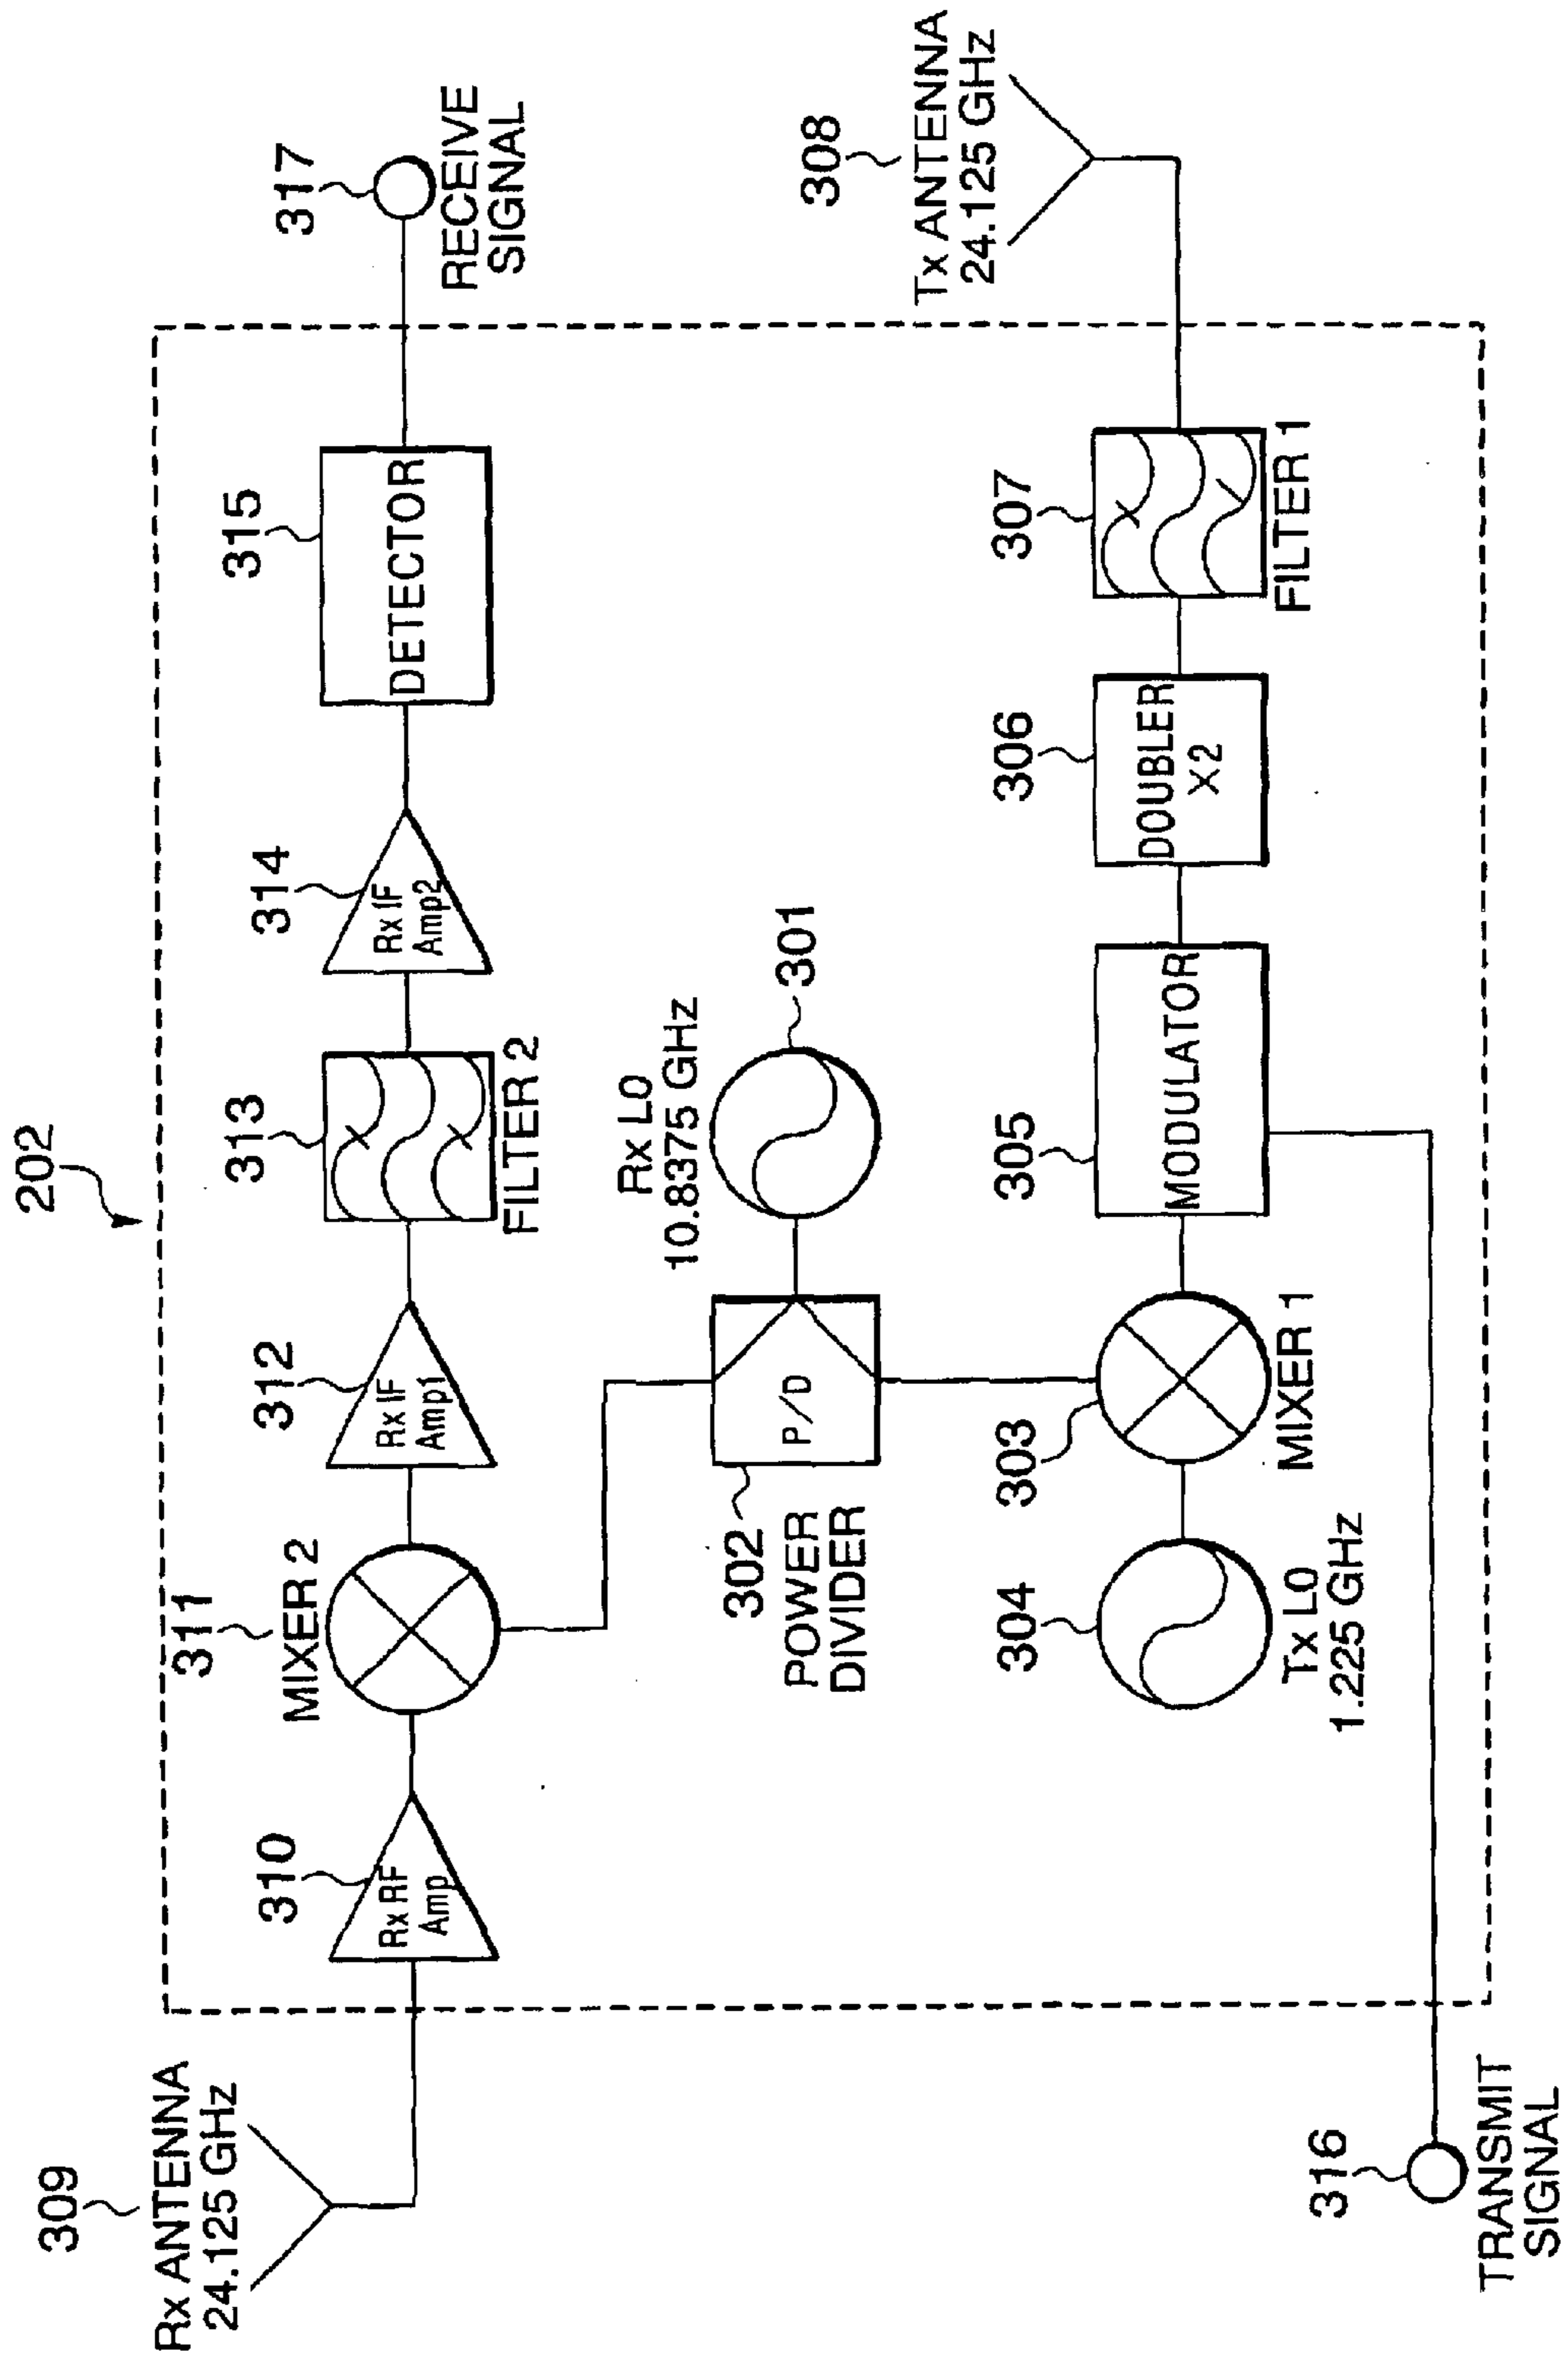 202
309
Rx ANTENNA
24.125 GHz
310
Rx RF
Amp
311
MIXER 2
312
Rx IF
Amp1
313
FILTER 2
314
Rx IF
Amp2
315
DETECTOR
317
RECEIVE
SIGNAL
302
POWER
DIVIDER
P/D
Rx LO
10.8375 GHz
301
308
Tx ANTENNA
24.125 GHz
304
Tx LO
1.225 GHz
303
MIXER 1
305
MODULATOR
306
DOUBLER
X2
307
FILTER 1
316
TRANSMIT
SIGNAL